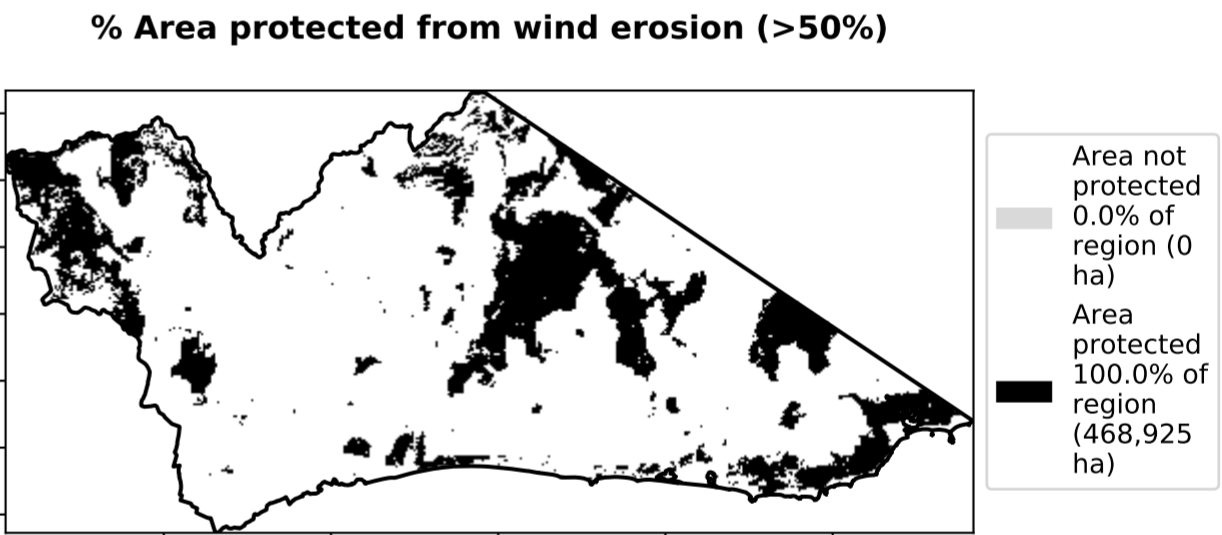 % Area protected from wind erosion (>50%)
Area not
protected
0.0% of
region (0
ha)
Area
protected
100.0% of
region
(468,925
ha)